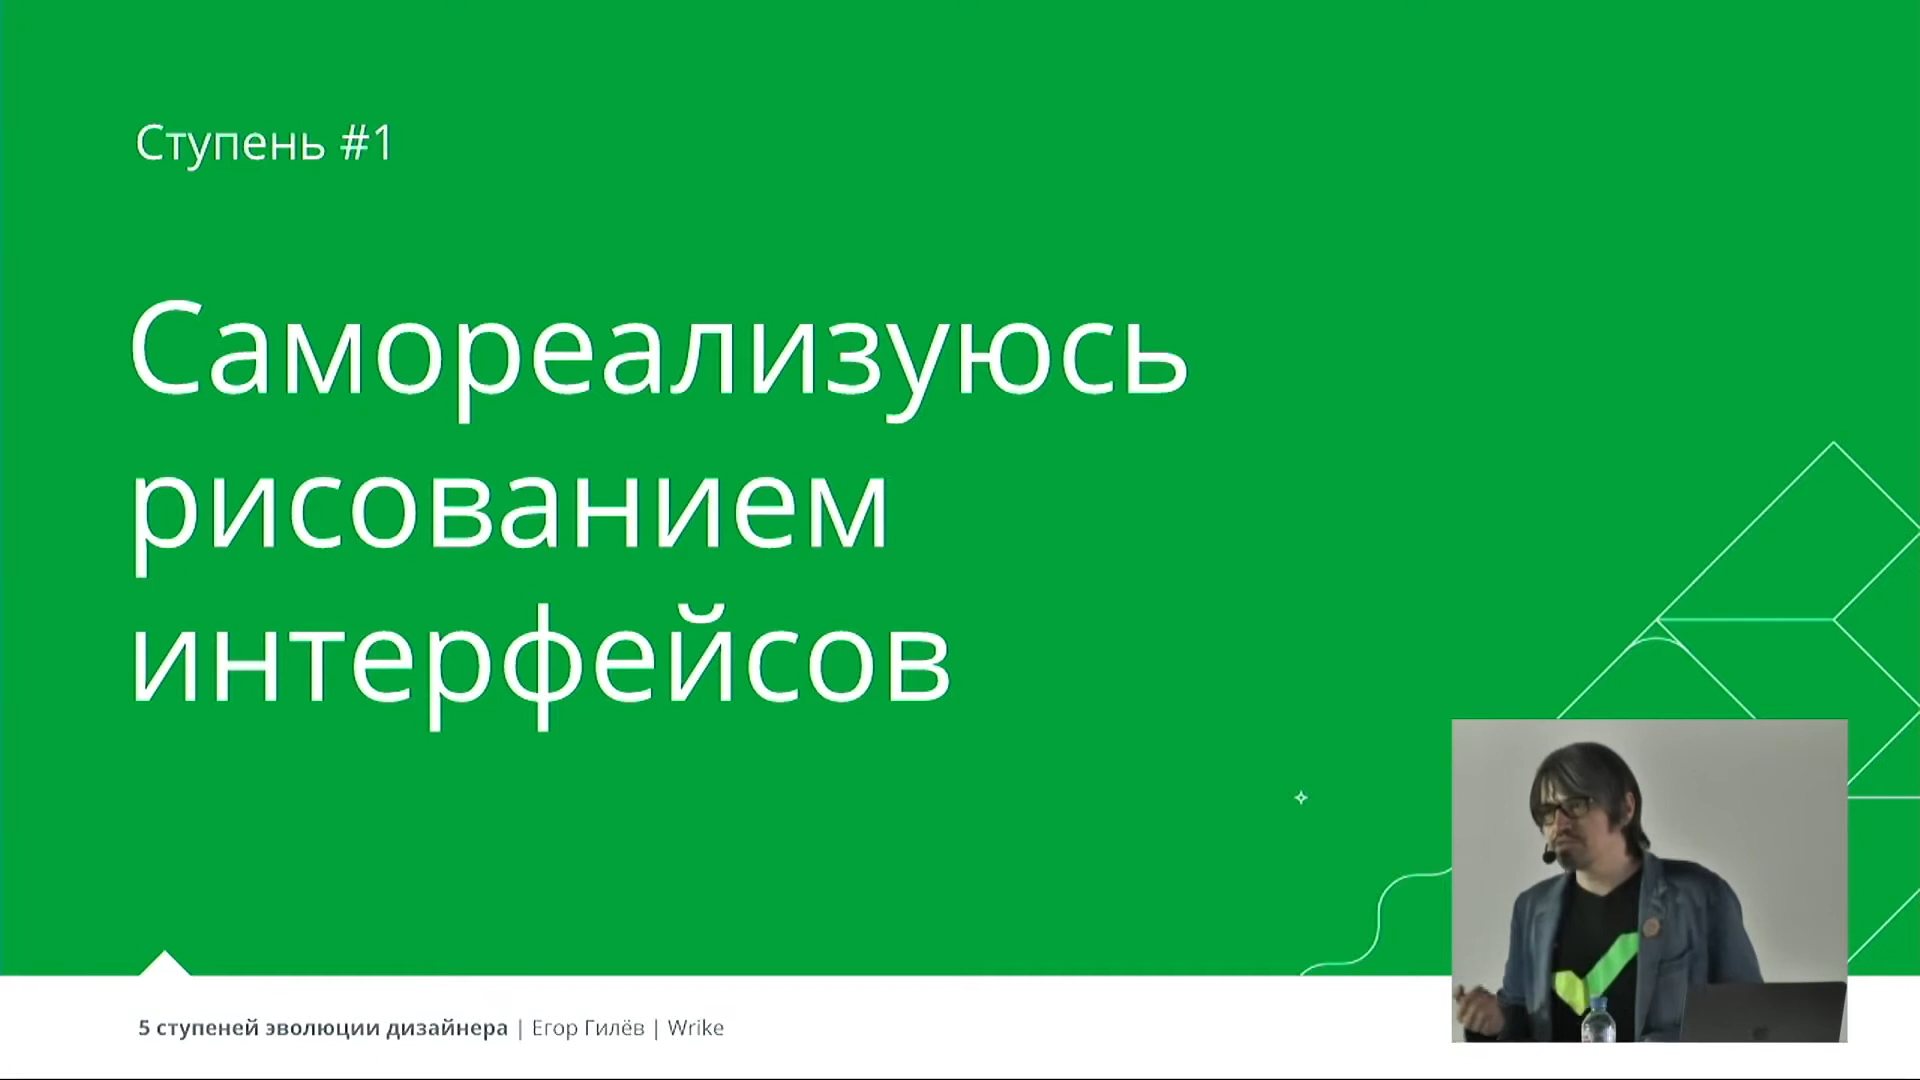 Ступень #1
Самореализуюсь
рисованием
интерфейсов
5 ступеней эволюции дизайнера | Егор Гилёв | Wrike